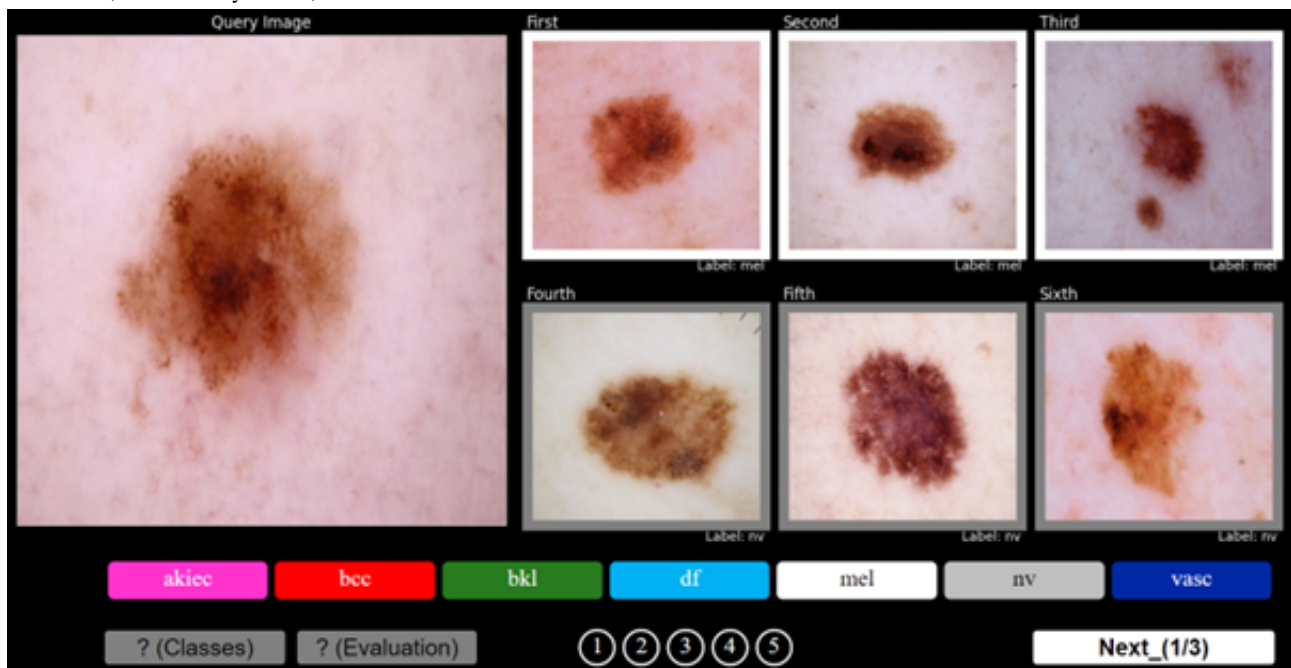 Query Image
First
Second
Third
Label: mel
Label: mel
Label: mel
Fourth
Fifth
Sixth
Label: nv
Label: nv
Label: nv
akiec
bcc
bkl
df
mel
nv
vasc
? (Classes)
? (Evaluation)
1
2
3
4
5
Next_(1/3)